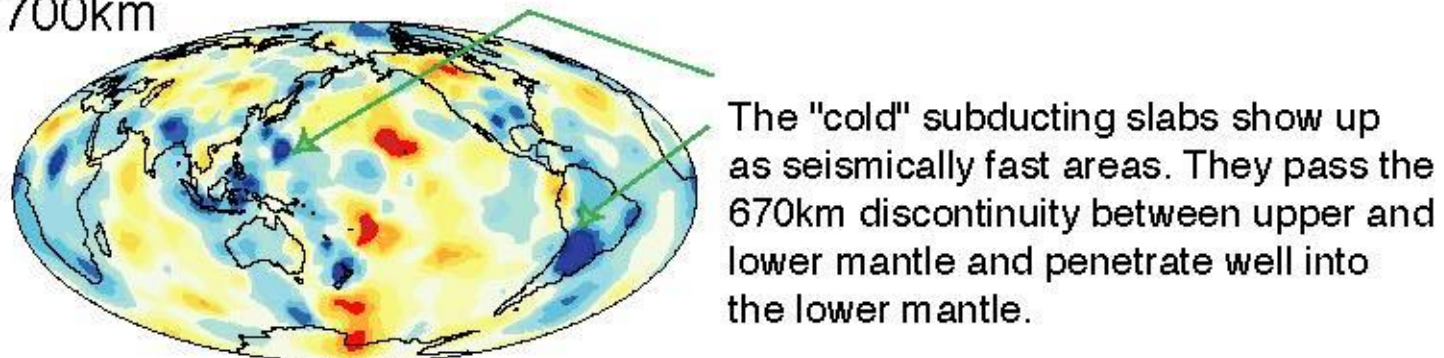 700km
The "cold" subducting slabs show up
as seismically fast areas. They pass the
670km discontinuity between upper and
lower mantle and penetrate well into
the lower mantle.